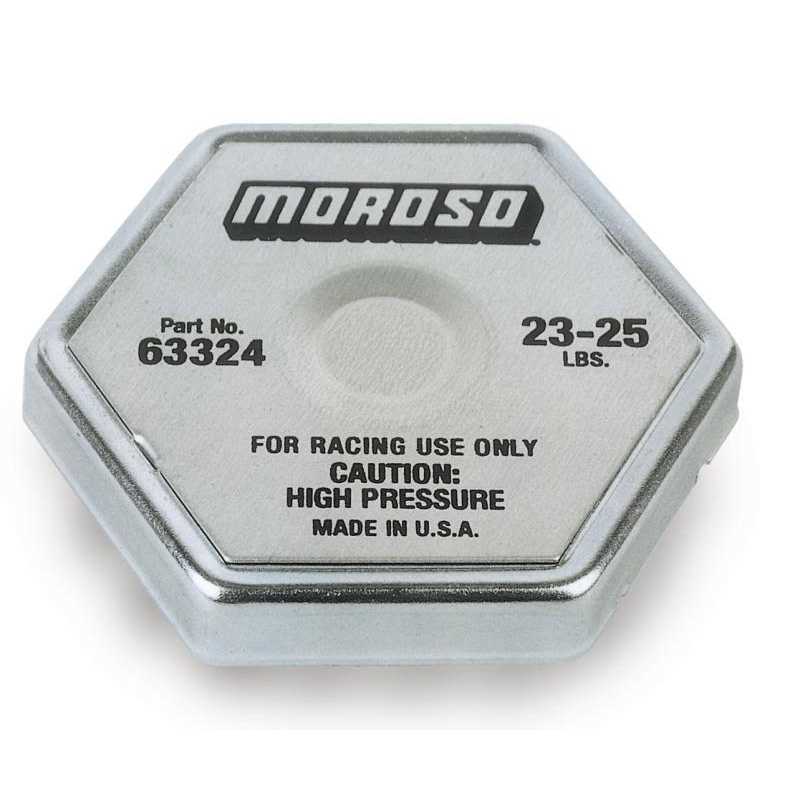 MOROSO
Part No.
63324
23-25
LBS.
FOR RACING USE ONLY
CAUTION:
HIGH PRESSURE
MADE IN U.S.A.